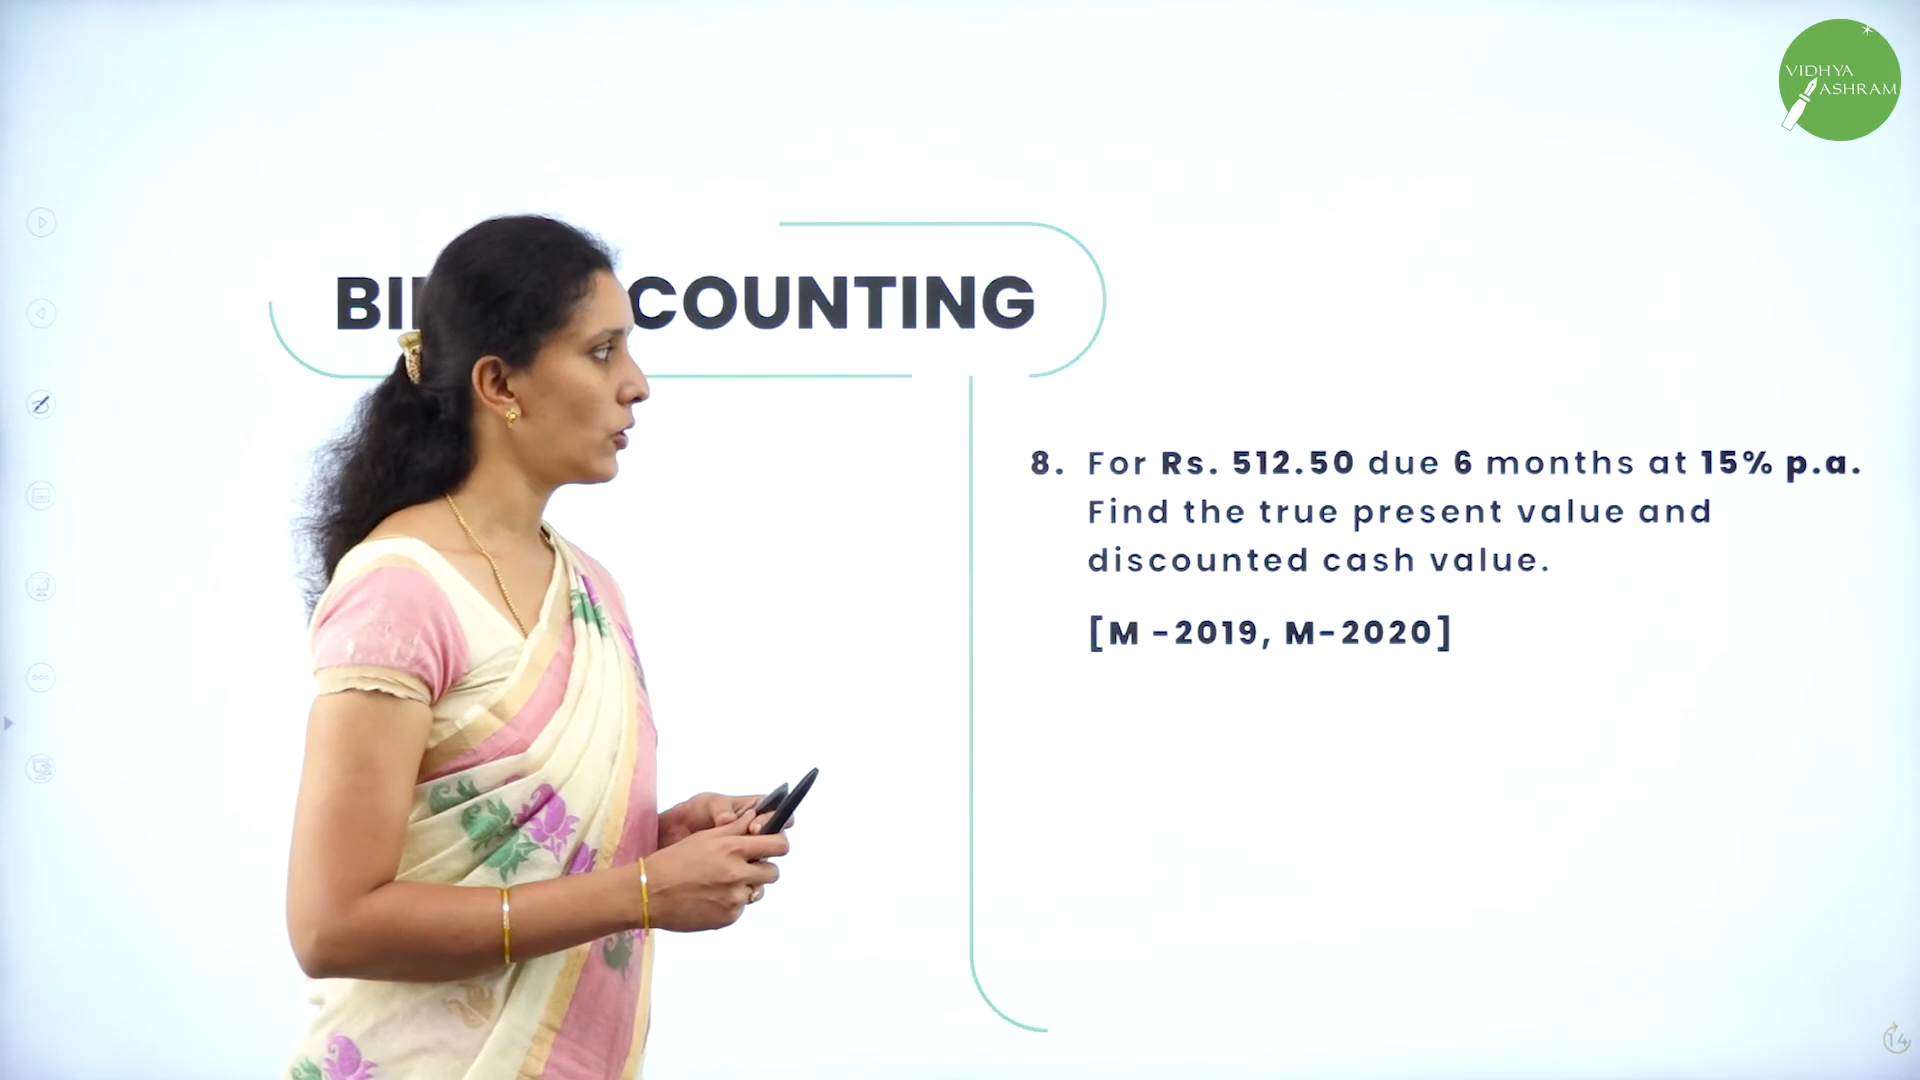 VIDHYA
ASHRAM
COUNTING
8. For Rs. 512.50 due 6 months at 15% p.a.
Find the true present value and
discounted cash value.
[M -2019, M-2020]
14